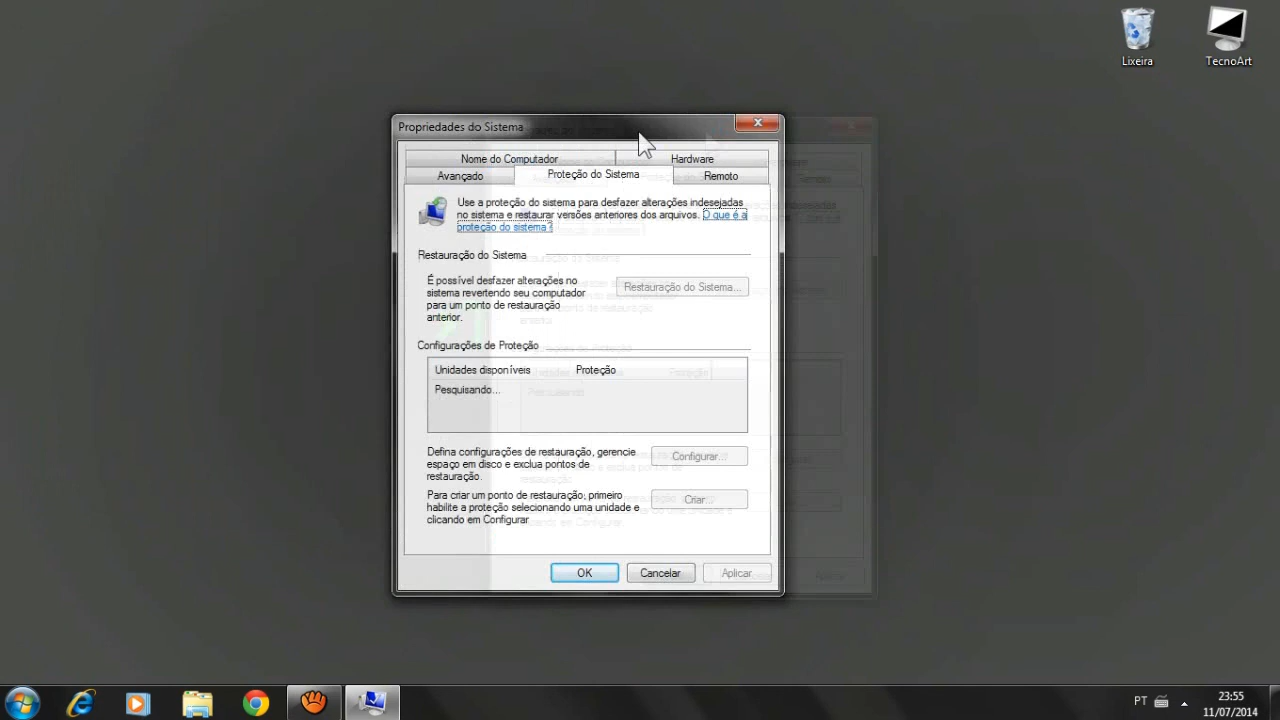 Lixeira
TecnoArt
Propriedades do Sistema
Nome do Computador
Hardware
Avançado
Proteção do Sistema
Remoto
Use a proteção do sistema para desfazer alterações indesejadas
no sistema e restaurar versões anteriores dos arquivos. O que é a
proteção do sistema?
Restauração do Sistema
É possível desfazer alterações no
sistema revertendo seu computador
para um ponto de restauração
anterior.
Restauração do Sistema...
Configurações de Proteção
Unidades disponíveis
Proteção
Pesquisando...
Defina configurações de restauração, gerencie
espaço em disco e exclua pontos de
restauração.
Configurar...
Para criar um ponto de restauração, primeiro
habilite a proteção selecionando uma unidade e
clicando em Configurar
Criar...
OK
Cancelar
Aplicar
PT
23:55
11/07/2014